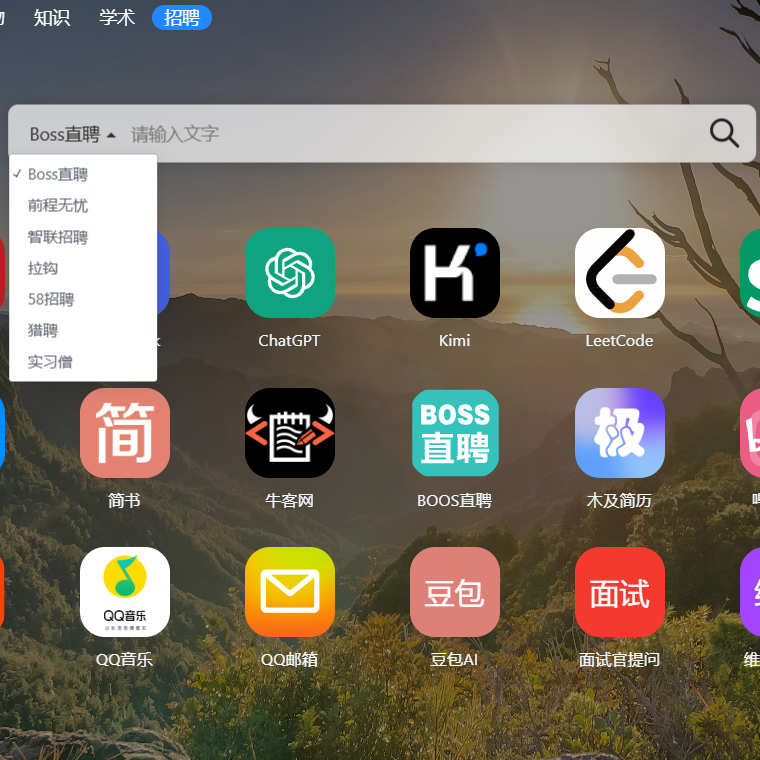 知识 学术 招聘
Boss直聘 请输入文字
✓ Boss直聘
前程无忧
智联招聘
拉钩
58招聘
猎聘
实习僧
ChatGPT Kimi LeetCode
简 BOSS
直聘 极
简书 牛客网 BOOS直聘 木及简历
QQ音乐 豆包 面试
QQ音乐 QQ邮箱 豆包AI 面试官提问